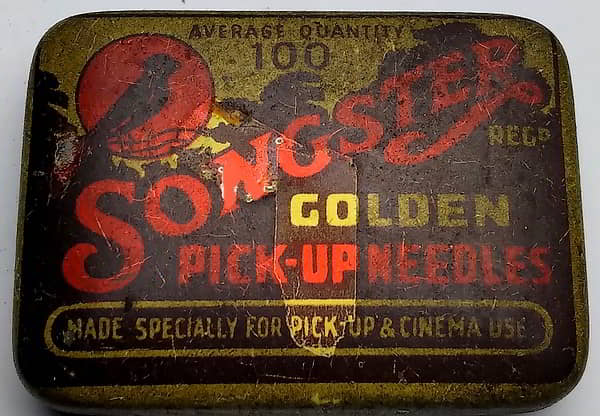 AVERAGE QUANTITY
100
SONGSTER
REGD
GOLDEN
PICK-UP NEEDLES
MADE SPECIALLY FOR PICK-UP & CINEMA USE